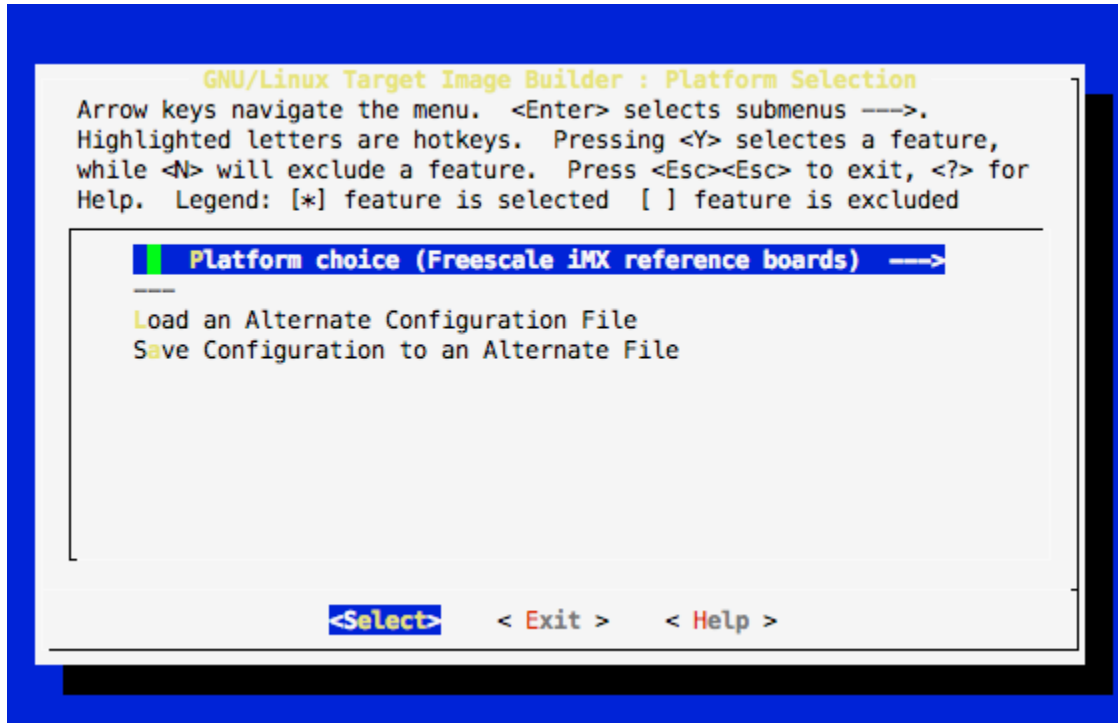 GNU/Linux Target Image Builder : Platform Selection
Arrow keys navigate the menu.  <Enter> selects submenus --->.
Highlighted letters are hotkeys.  Pressing <Y> selectes a feature,
while <N> will exclude a feature.  Press <Esc><Esc> to exit, <?> for
Help.  Legend: [*] feature is selected  [ ] feature is excluded
Platform choice (Freescale iMX reference boards)  --->
---
Load an Alternate Configuration File
Save Configuration to an Alternate File
<Select>    < Exit >    < Help >